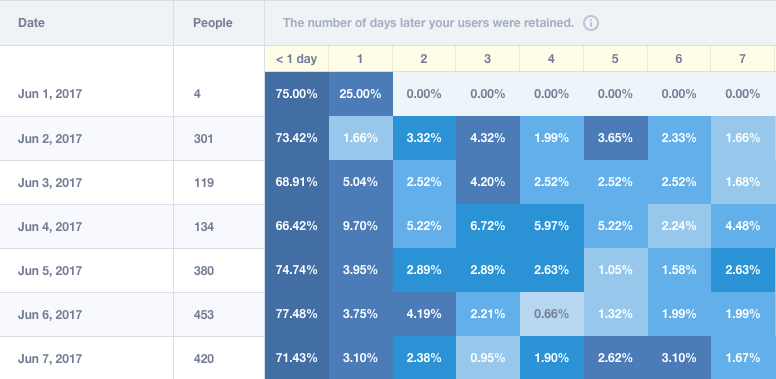 Date People The number of days later your users were retained.
< 1 day 1 2 3 4 5 6 7
Jun 1, 2017 4 75.00% 25.00% 0.00% 0.00% 0.00% 0.00% 0.00% 0.00%
Jun 2, 2017 301 73.42% 1.66% 3.32% 4.32% 1.99% 3.65% 2.33% 1.66%
Jun 3, 2017 119 68.91% 5.04% 2.52% 4.20% 2.52% 2.52% 2.52% 1.68%
Jun 4, 2017 134 66.42% 9.70% 5.22% 6.72% 5.97% 5.22% 2.24% 4.48%
Jun 5, 2017 380 74.74% 3.95% 2.89% 2.89% 2.63% 1.05% 1.58% 2.63%
Jun 6, 2017 453 77.48% 3.75% 4.19% 2.21% 0.66% 1.32% 1.99% 1.99%
Jun 7, 2017 420 71.43% 3.10% 2.38% 0.95% 1.90% 2.62% 3.10% 1.67%